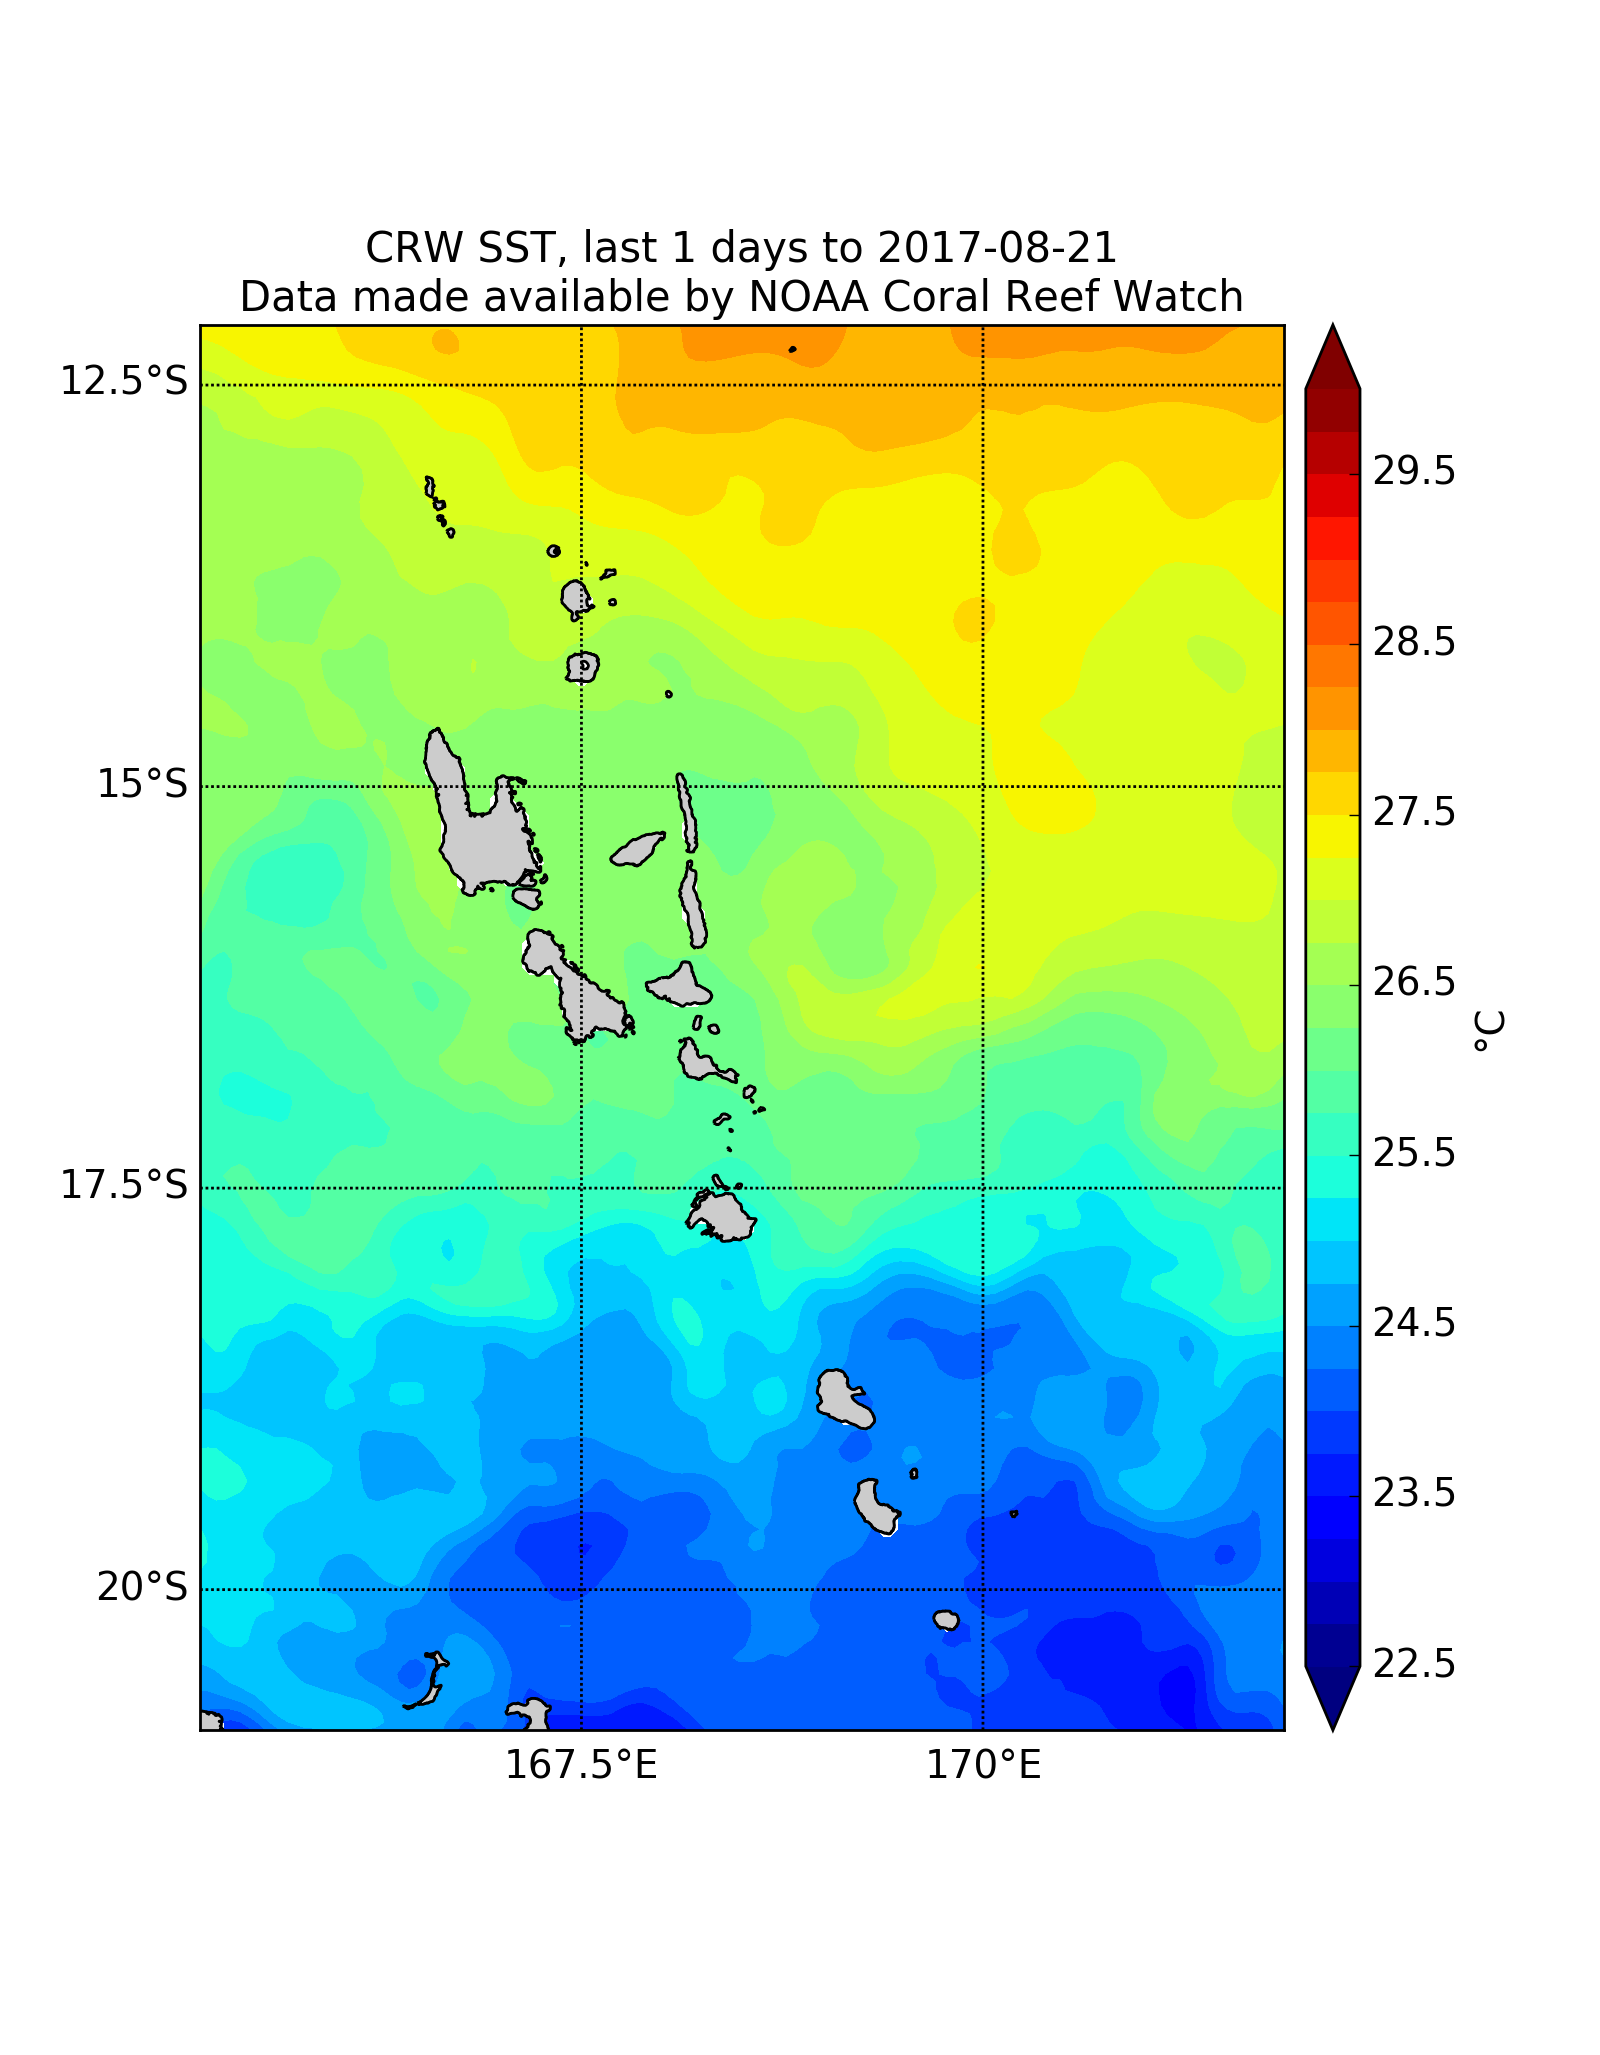 CRW SST, last 1 days to 2017-08-21
Data made available by NOAA Coral Reef Watch
12.5°S
15°S
17.5°S
20°S
167.5°E
170°E
29.5
28.5
27.5
26.5
25.5
24.5
23.5
22.5
°C